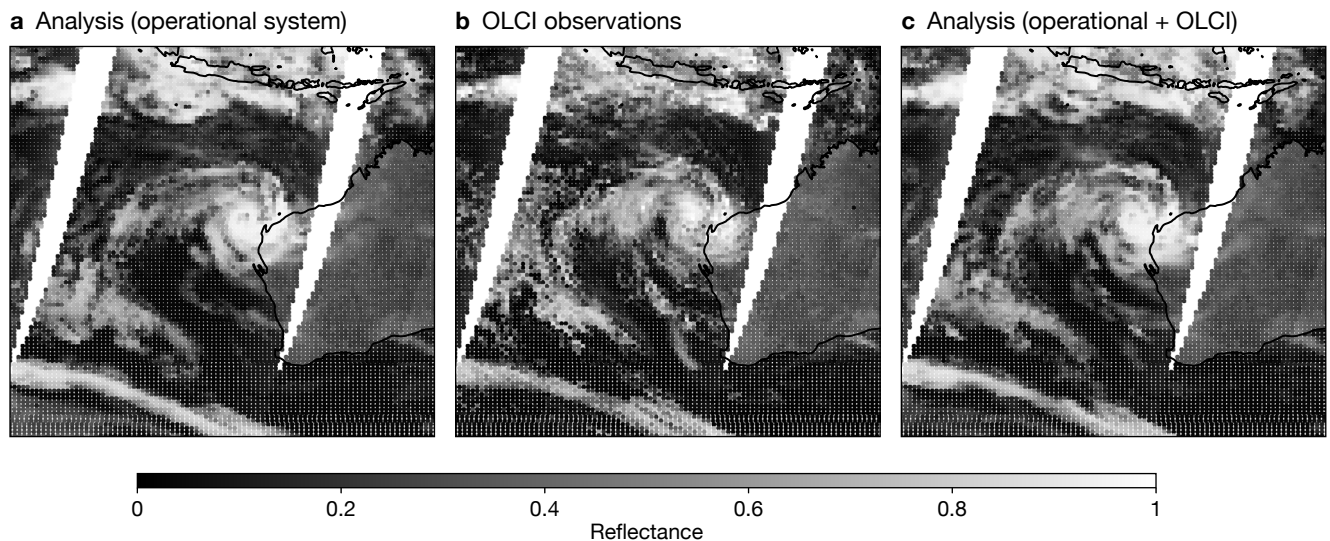 a Analysis (operational system)
b OLCI observations
c Analysis (operational + OLCI)
0 0.2 0.4 0.6 0.8 1
Reflectance